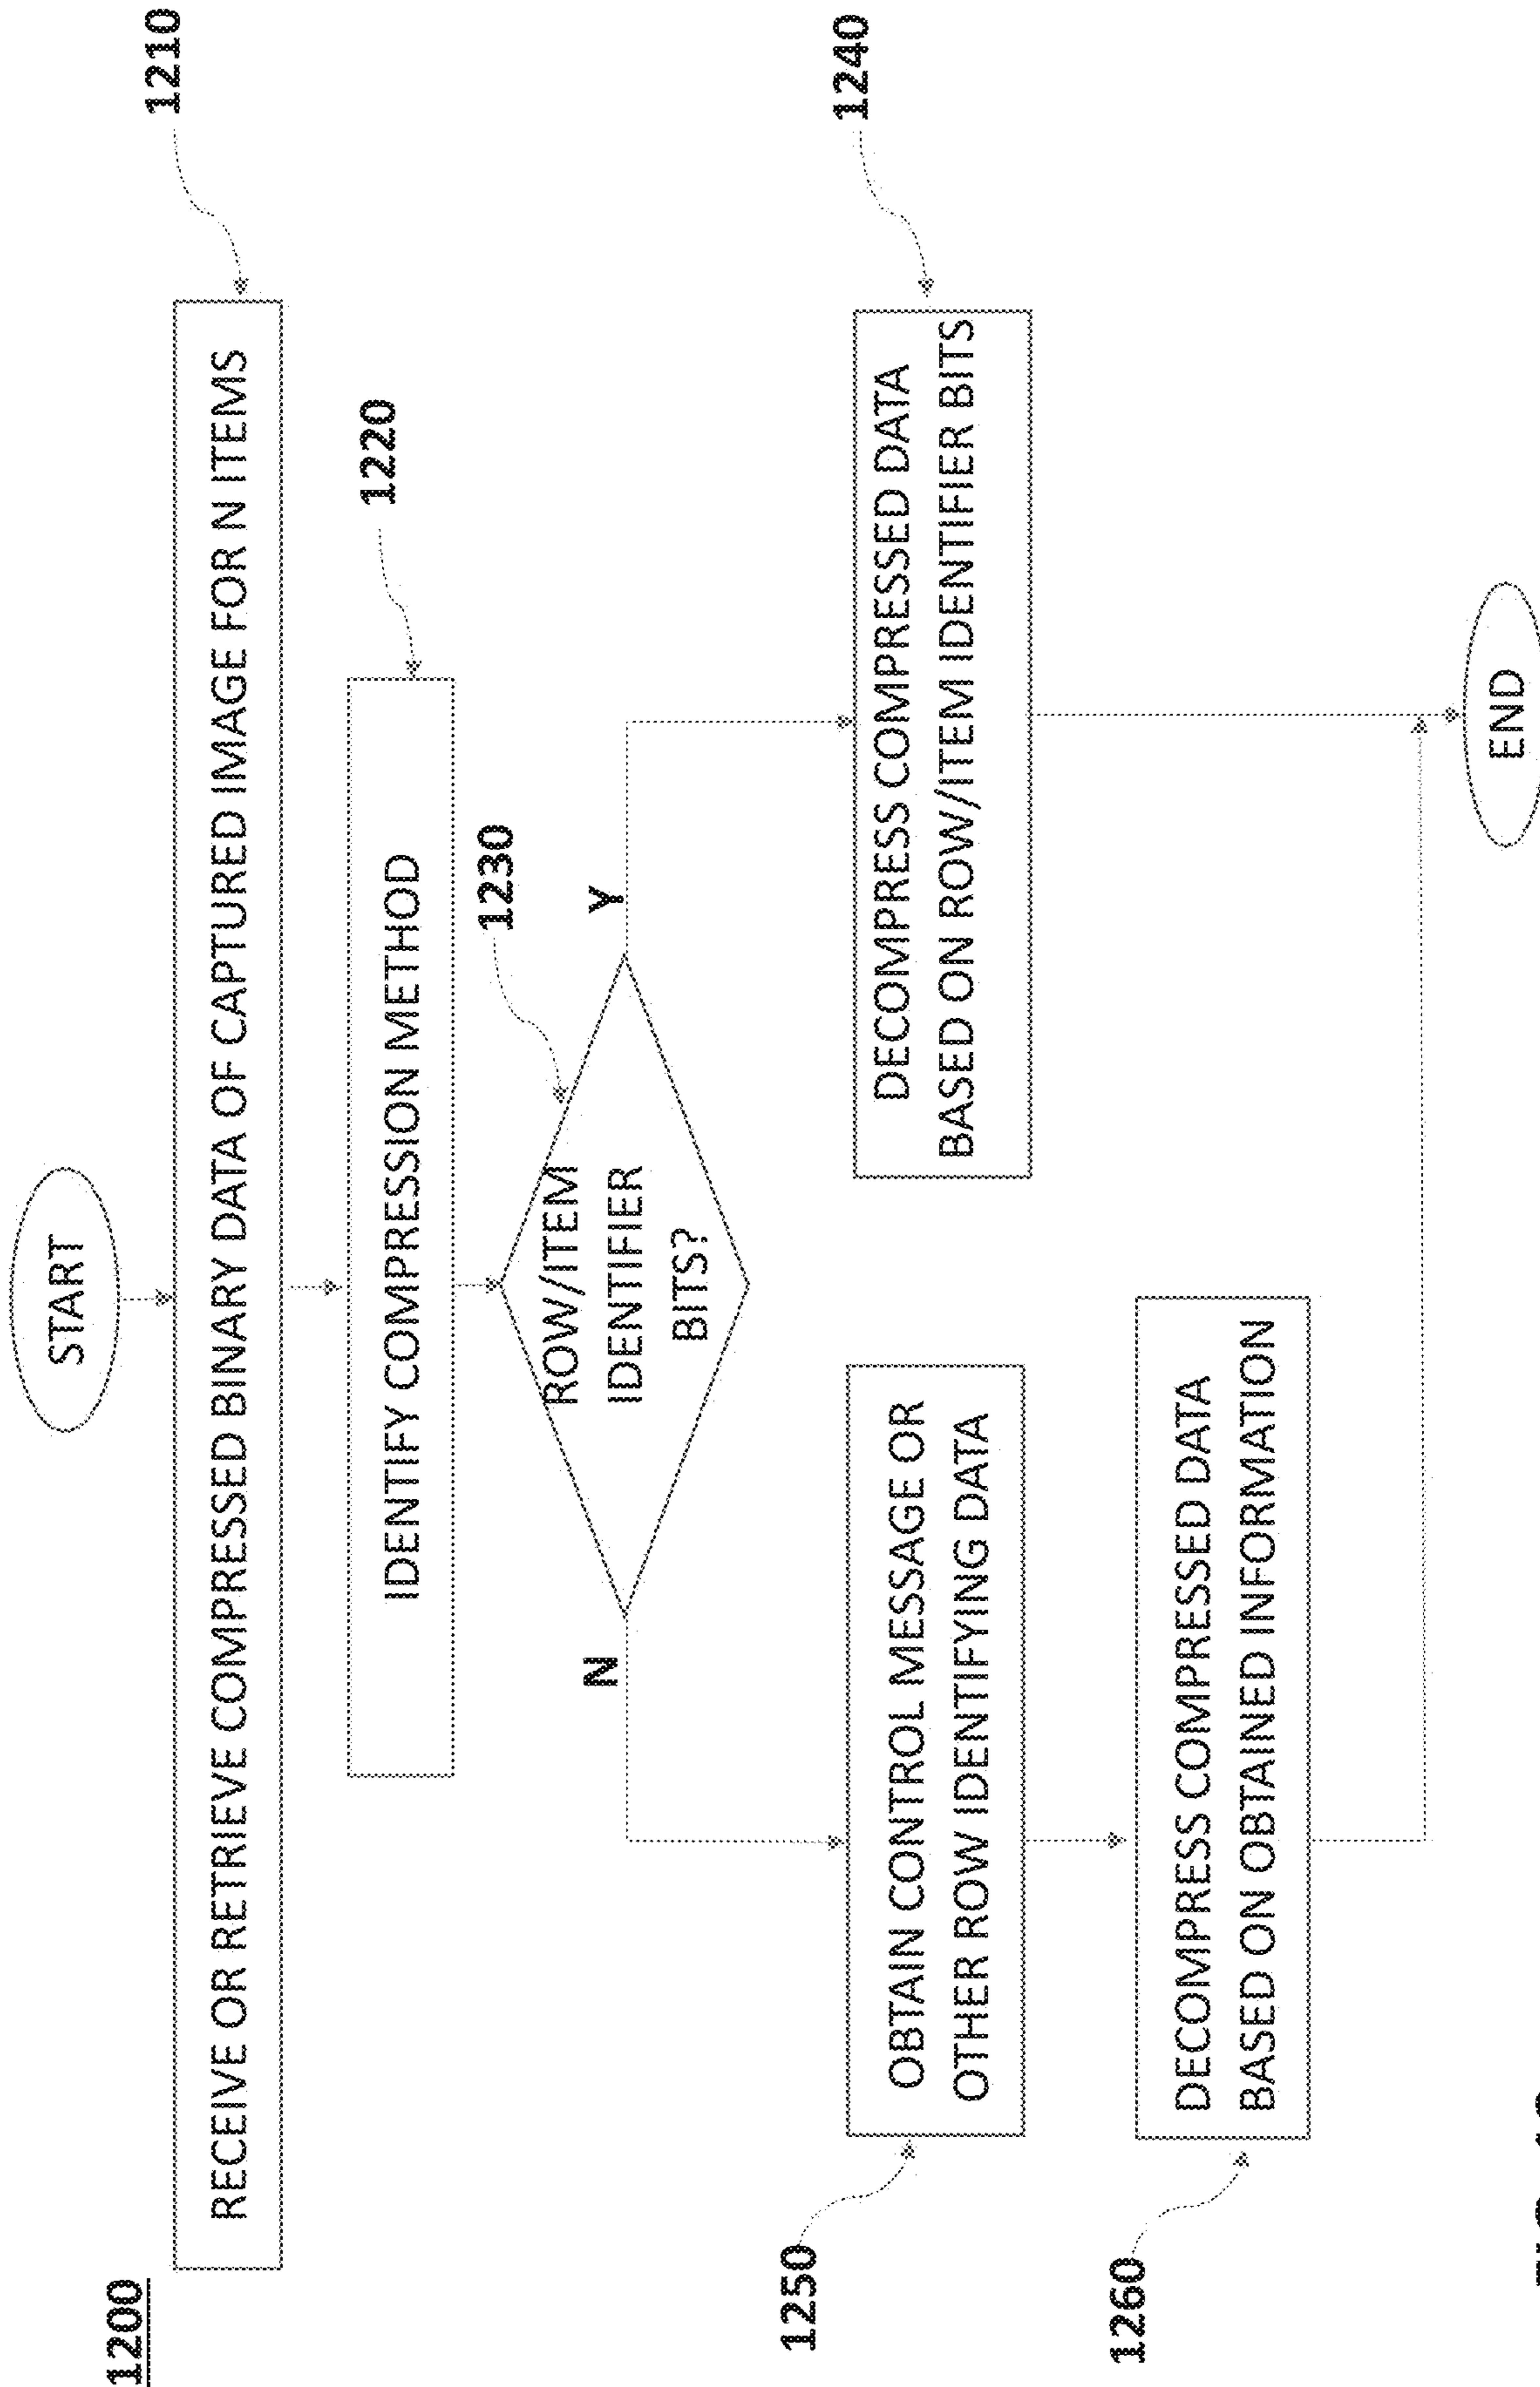 1200
START
RECEIVE OR RETRIEVE COMPRESSED BINARY DATA OF CAPTURED IMAGE FOR N ITEMS
1210
IDENTIFY COMPRESSION METHOD
1220
ROW/ITEM
IDENTIFIER
BITS?
1230
N
Y
OBTAIN CONTROL MESSAGE OR
OTHER ROW IDENTIFYING DATA
1250
DECOMPRESS COMPRESSED DATA
BASED ON ROW/ITEM IDENTIFIER BITS
1240
DECOMPRESS COMPRESSED DATA
BASED ON OBTAINED INFORMATION
1260
END